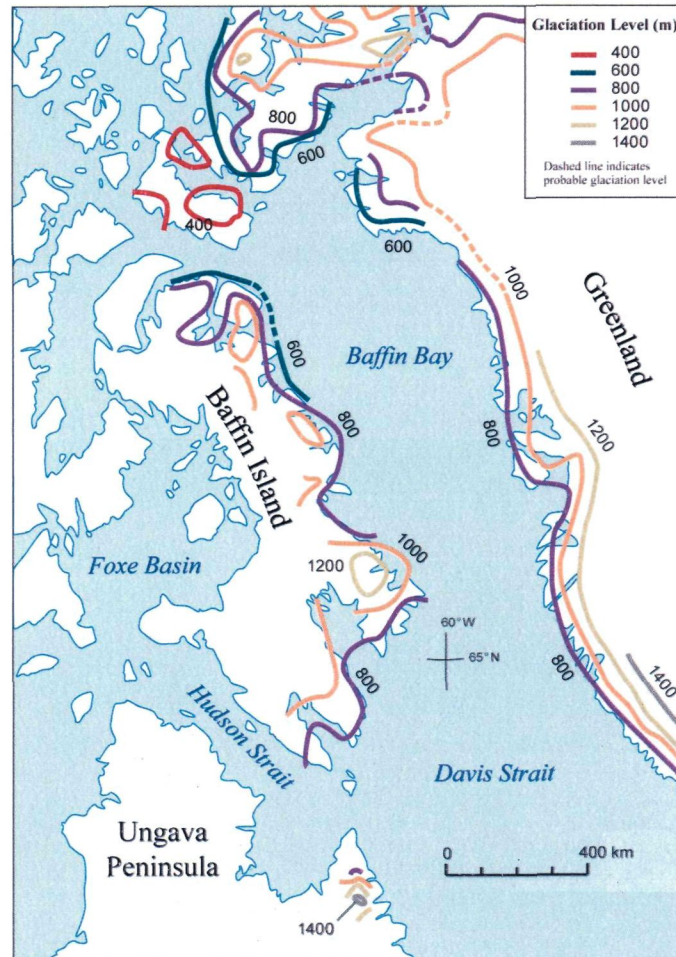 Glaciation Level (m)
400
600
800
1000
1200
1400
Dashed line indicates
probable glaciation level
800
600
400
600
1000
Greenland
Baffin Bay
600
800
Baffin Island
800
1200
Foxe Basin
1000
1200
60°W
65°N
800
800
1400
Hudson Strait
Davis Strait
Ungava
Peninsula
0 400 km
1400